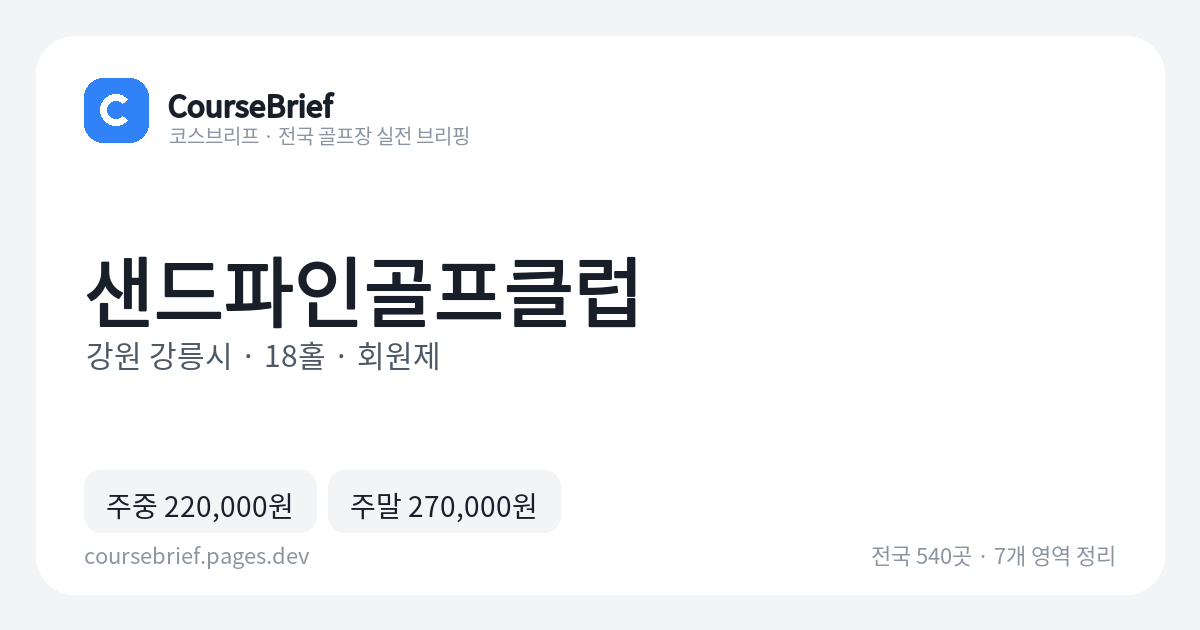 C CourseBrief
코스브리프 · 전국 골프장 실전 브리핑
샌드파인골프클럽
강원 강릉시 · 18홀 · 회원제
주중 220,000원 주말 270,000원
coursebrief.pages.dev 전국 540곳 · 7개 영역 정리